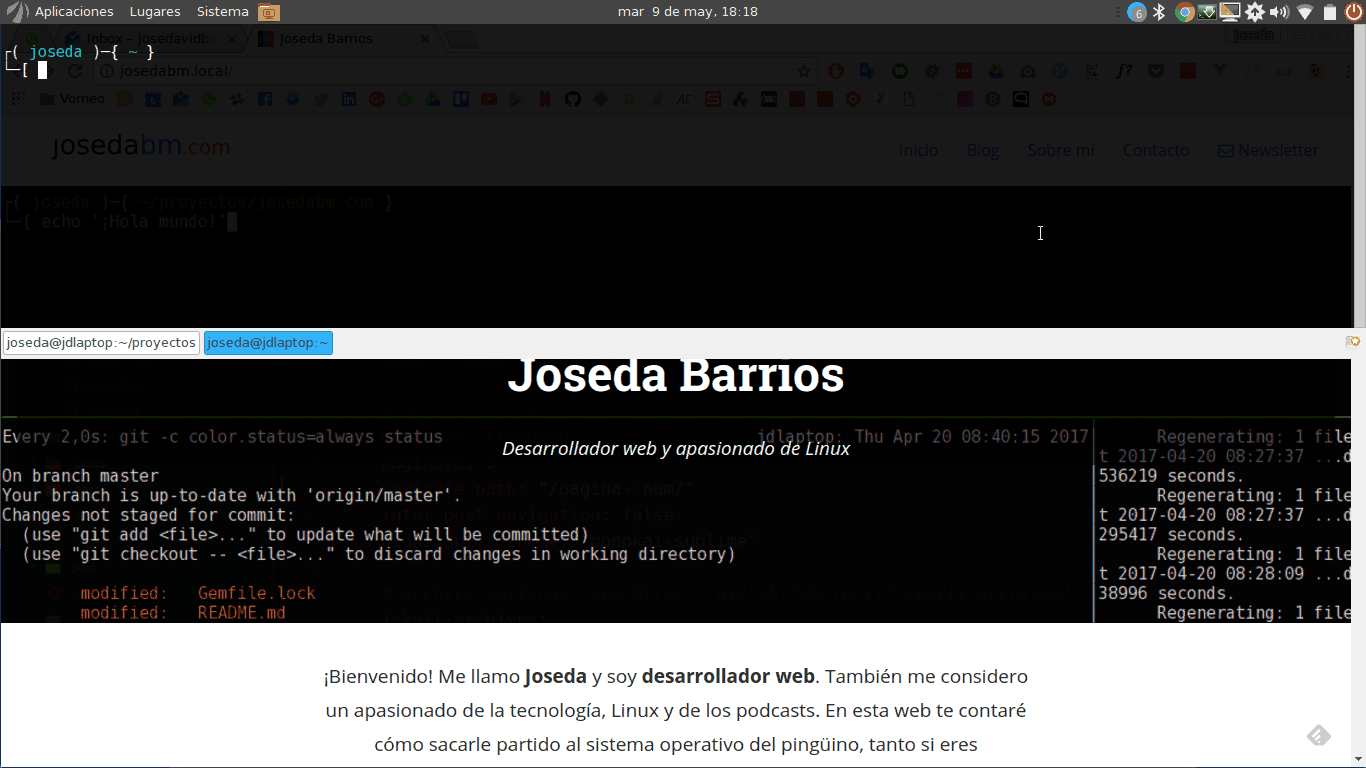 Aplicaciones Lugares Sistema mar 9 de may, 18:18 6
Inbox – josedavidbr Joseda Barrios Joseda
┌( joseda )─{ ~ }
└─[
josedabm.local/
Vorneo
josedabm.com Inicio Blog Sobre mí Contacto Newsletter
┌( joseda )─{ ~/proyectos/josedabm.com }
└─[ echo '¡Hola mundo!'
joseda@jdlaptop:~/proyectos joseda@jdlaptop:~
Joseda Barrios
Every 2,0s: git -c color.status=always status jdlaptop: Thu Apr 20 08:40:15 2017
Desarrollador web y apasionado de Linux
On branch master
Your branch is up-to-date with 'origin/master'.
Changes not staged for commit:
(use "git add <file>..." to update what will be committed)
(use "git checkout -- <file>..." to discard changes in working directory)
modified: Gemfile.lock
modified: README.md
Regenerating: 1 file
t 2017-04-20 08:27:37 ...d
536219 seconds.
Regenerating: 1 file
t 2017-04-20 08:27:37 ...d
295417 seconds.
Regenerating: 1 file
t 2017-04-20 08:28:09 ...d
38996 seconds.
Regenerating: 1 file
path: "/pagina-:num/"
post navigation: false
¡Bienvenido! Me llamo Joseda y soy desarrollador web. También me considero
un apasionado de la tecnología, Linux y de los podcasts. En esta web te contaré
cómo sacarle partido al sistema operativo del pingüino, tanto si eres